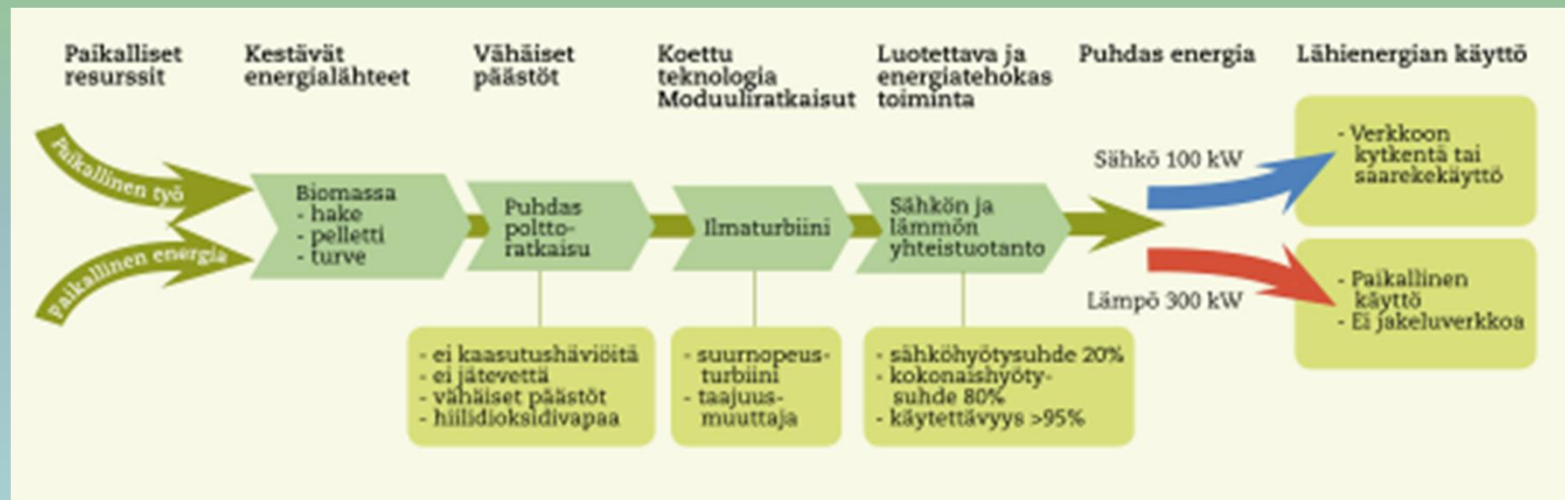 Paikalliset
resurssit
Kestävät
energialähteet
Vähäiset
päästöt
Koettu
teknologia
Moduuliratkaisut
Luotettava ja
energiatehokas
toiminta
Puhdas energia
Lähienergian käyttö
Paikallinen työ
Paikallinen energia
Biomassa
- hake
- pelletti
- turve
Puhdas
poltto-
ratkaisu
Ilmaturbiini
Sähkön ja
lämmön
yhteistuotanto
Sähkö 100 kW
Lämpö 300 kW
- Verkkoon
kytkentä tai
saarekekäyttö
- Paikallinen
käyttö
- Ei jakeluverkkoa
- ei kaasutushäviöitä
- ei jätevettä
- vähäiset päästöt
- hiilidioksidivapaa
- suurnopeus-
turbiini
- taajuus-
muuttaja
- sähköhyötysuhde 20%
- kokonaishyöty-
suhde 80%
- käytettävyys >95%